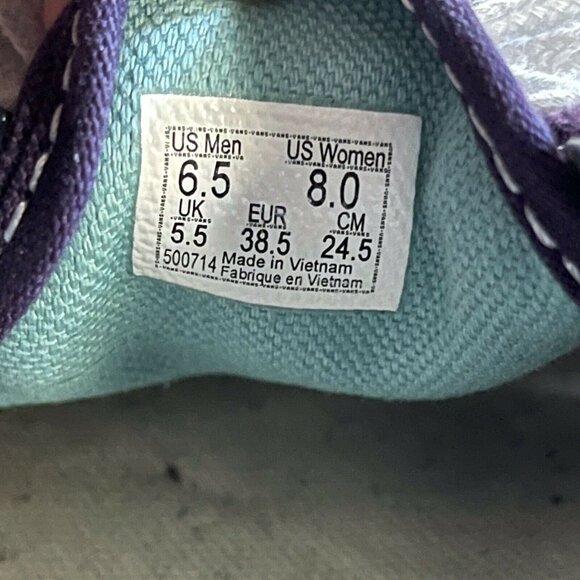 US Men US Women
6.5 8.0
UK EUR CM
5.5 38.5 24.5
500714 Made in Vietnam
Fabrique en Vietnam